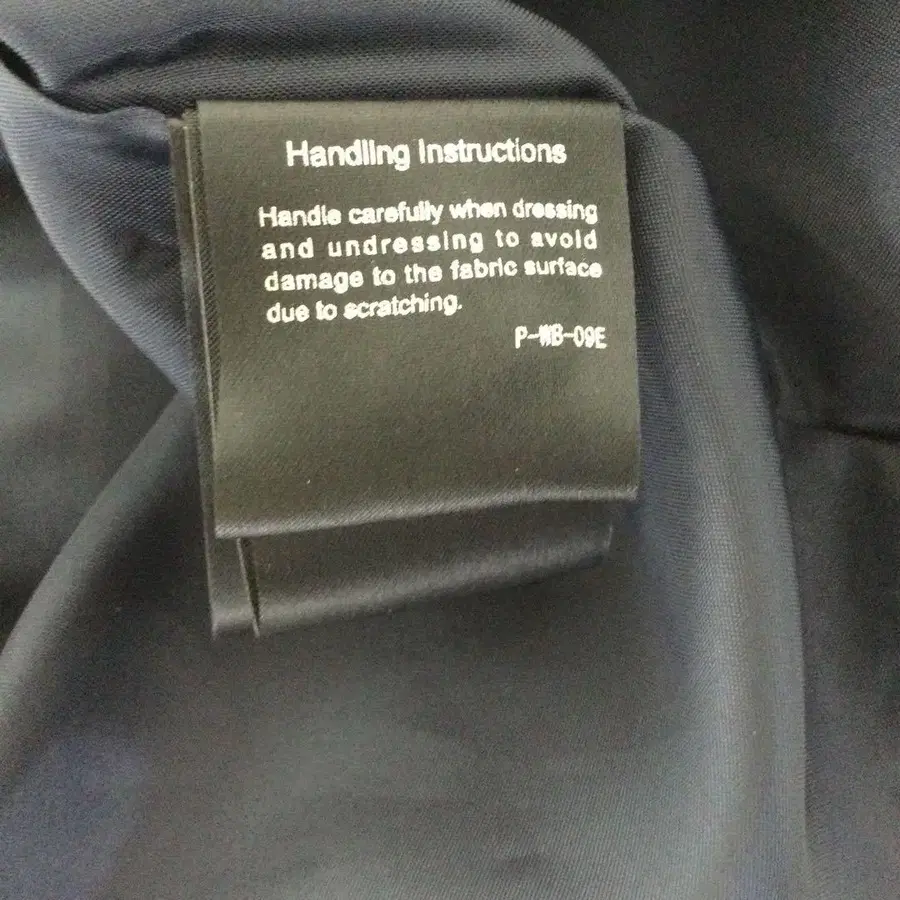 Handling Instructions
Handle carefully when dressing
and undressing to avoid
damage to the fabric surface
due to scratching.
P-WB-09E